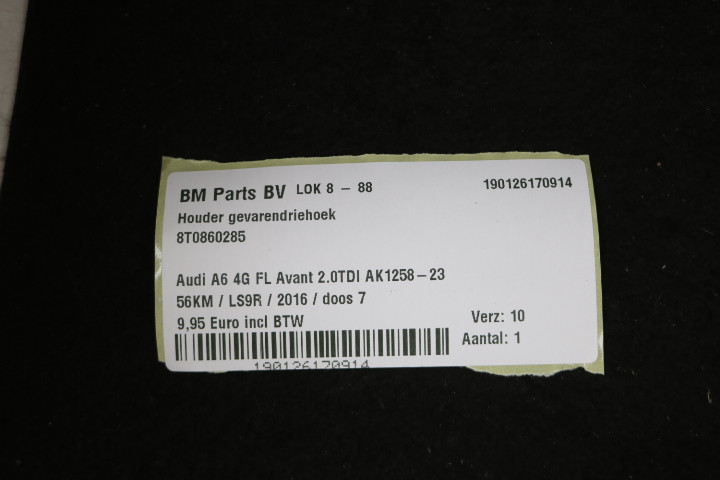 BM Parts BV LOK 8 - 88 190126170914
Houder gevarendriehoek
8T0860285
Audi A6 4G FL Avant 2.0TDI AK1258-23
56KM / LS9R / 2016 / doos 7
9,95 Euro incl BTW Verz: 10
Aantal: 1
190126170914